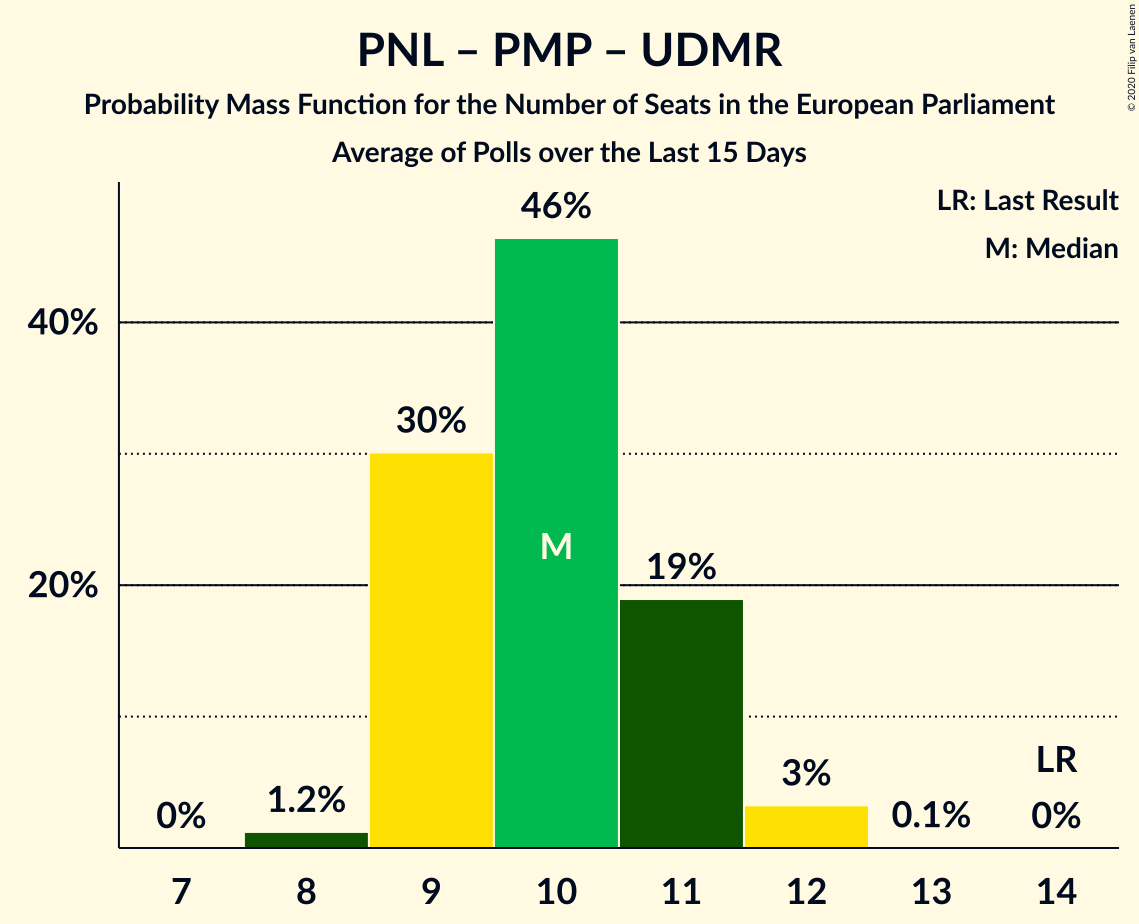 PNL – PMP – UDMR
Probability Mass Function for the Number of Seats in the European Parliament
Average of Polls over the Last 15 Days
© 2020 Filip van Laenen
LR: Last Result
M: Median
46%
40%
30%
M
19%
20%
LR
3%
1.2%
0%
0.1%
0%
7 8 9 10 11 12 13 14